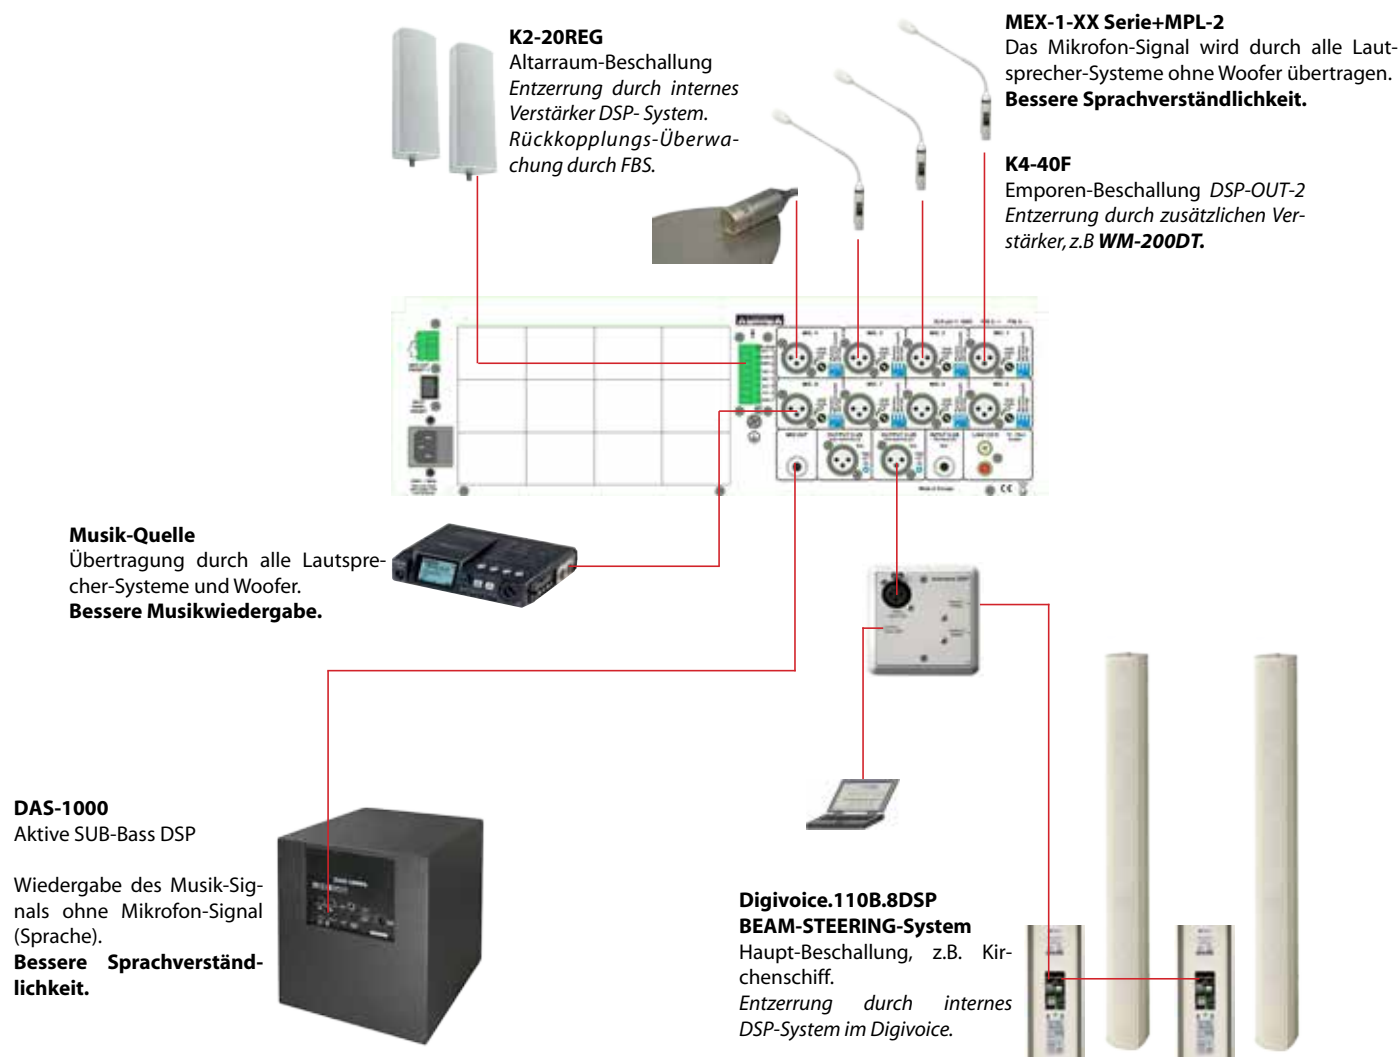 K2-20REG
Altarraum-Beschallung
Entzerrung durch internes
Verstärker DSP- System.
Rückkopplungs-Überwa-
chung durch FBS.
MEX-1-XX Serie+MPL-2
Das Mikrofon-Signal wird durch alle Laut-
sprecher-Systeme ohne Woofer übertragen.
Bessere Sprachverständlichkeit.
K4-40F
Emporen-Beschallung DSP-OUT-2
Entzerrung durch zusätzlichen Ver-
stärker, z.B WM-200DT.
Musik-Quelle
Übertragung durch alle Lautspre-
cher-Systeme und Woofer.
Bessere Musikwiedergabe.
DAS-1000
Aktive SUB-Bass DSP
Wiedergabe des Musik-Sig-
nals ohne Mikrofon-Signal
(Sprache).
Bessere Sprachverständ-
lichkeit.
Digivoice.110B.8DSP
BEAM-STEERING-System
Haupt-Beschallung, z.B. Kir-
chenschiff.
Entzerrung durch internes
DSP-System im Digivoice.